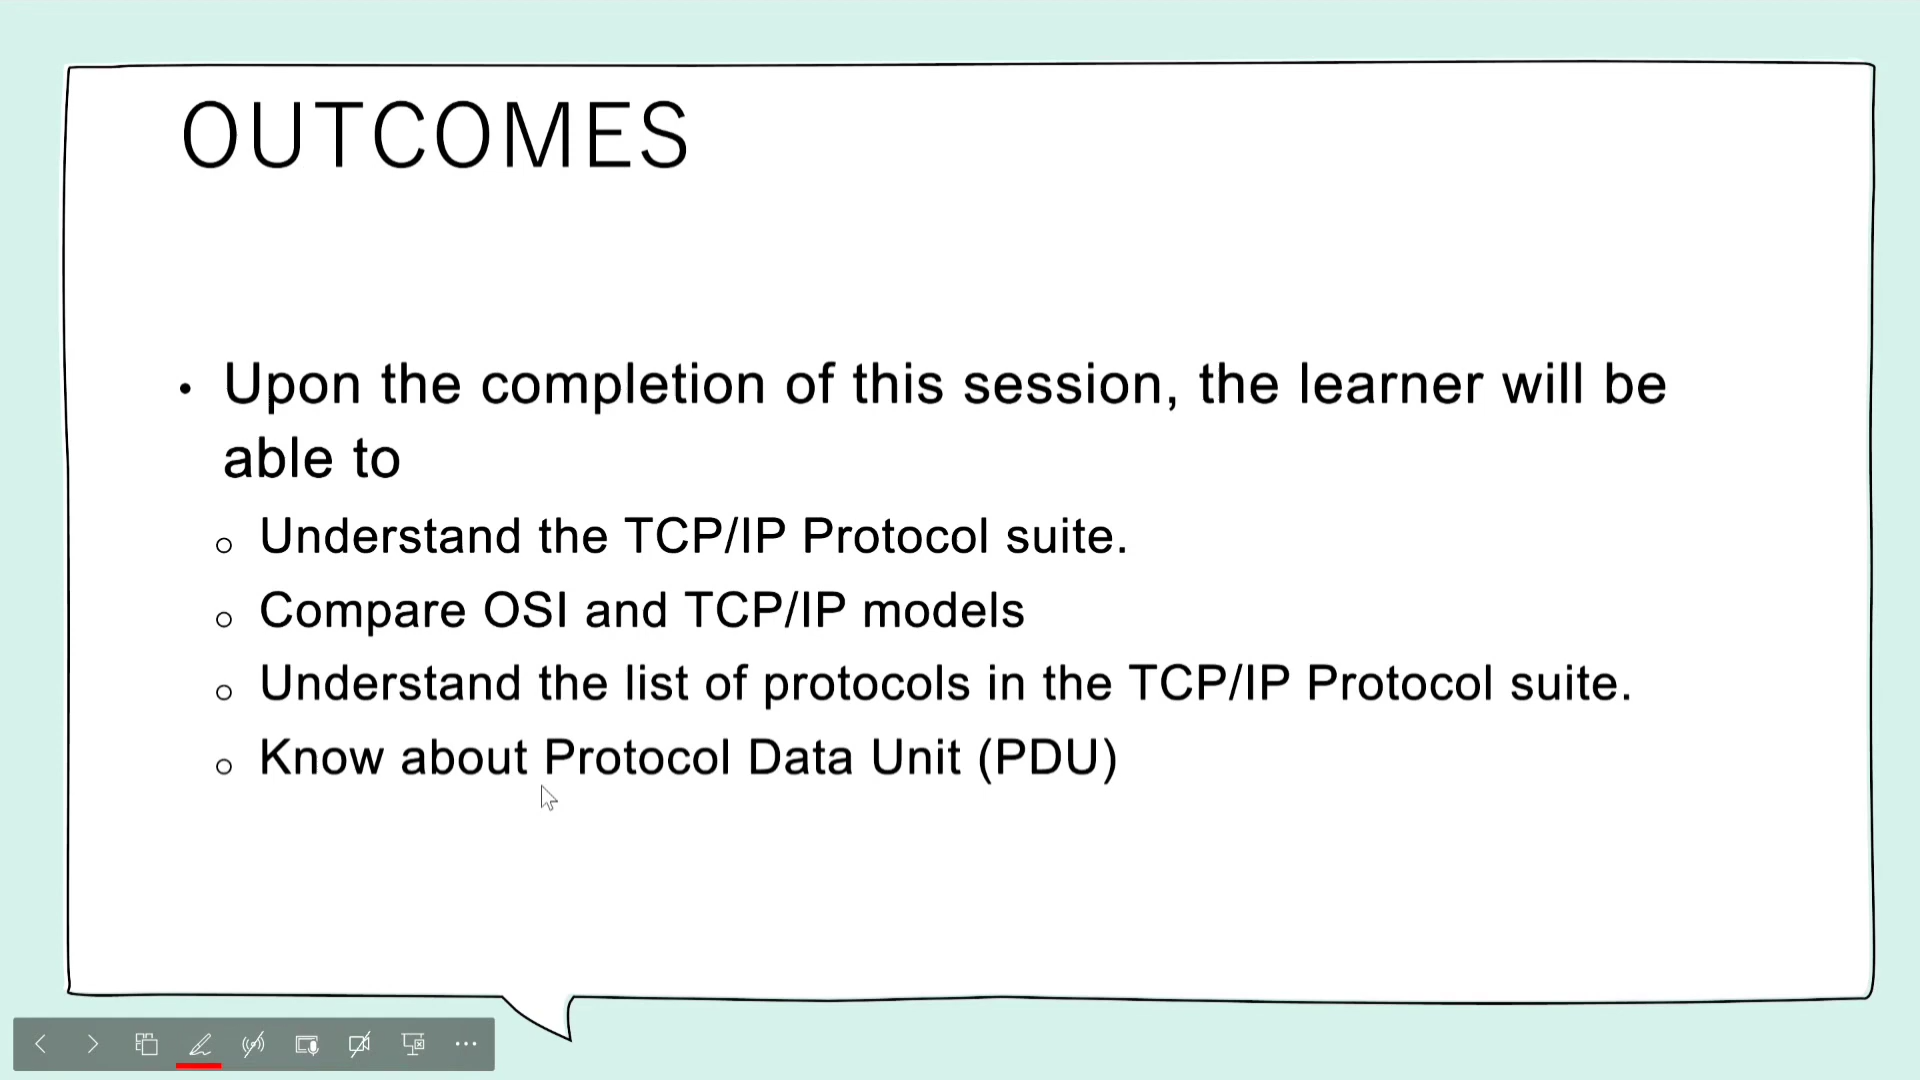 OUTCOMES
• Upon the completion of this session, the learner will be
able to
o Understand the TCP/IP Protocol suite.
o Compare OSI and TCP/IP models
o Understand the list of protocols in the TCP/IP Protocol suite.
o Know about Protocol Data Unit (PDU)